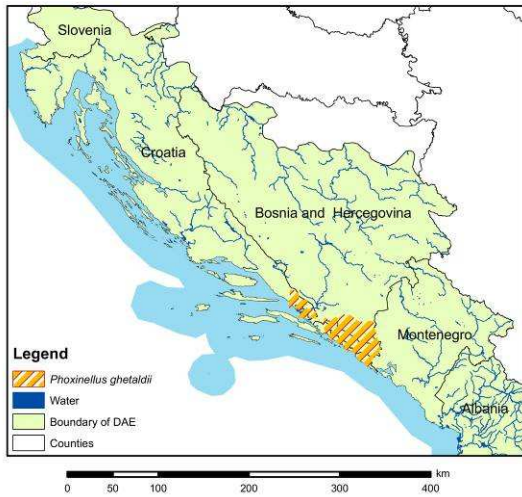 Slovenia
Croatia
Bosnia and Hercegovina
Montenegro
Albania
Legend
Phoxinellus ghetaldii
Water
Boundary of DAE
Counties
km
0 50 100 200 300 400